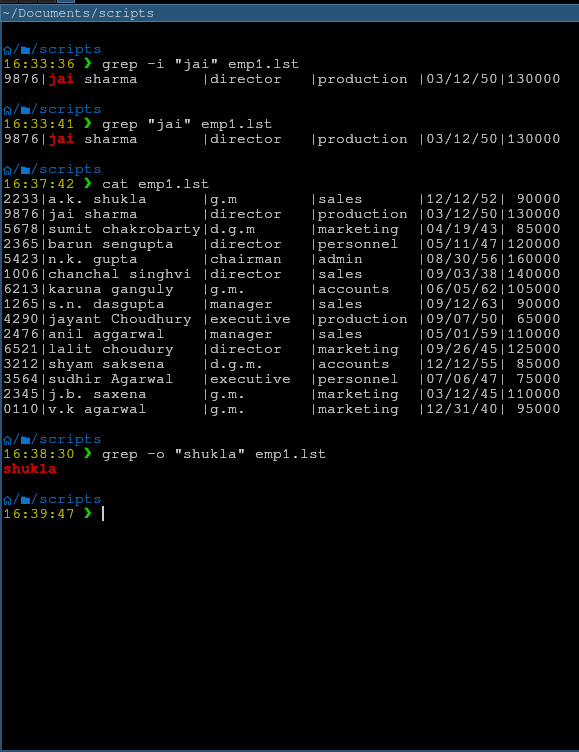 ~/Documents/scripts
/scripts
16:33:36 ❯ grep -i "jai" emp1.lst
9876|jai sharma       |director   |production |03/12/50|130000
/scripts
16:33:41 ❯ grep "jai" emp1.lst
9876|jai sharma       |director   |production |03/12/50|130000
/scripts
16:37:42 ❯ cat emp1.lst
2233|a.k. shukla      |g.m        |sales      |12/12/52| 90000
9876|jai sharma       |director   |production |03/12/50|130000
5678|sumit chakrobarty|d.g.m      |marketing  |04/19/43| 85000
2365|barun sengupta   |director   |personnel  |05/11/47|120000
5423|n.k. gupta       |chairman   |admin      |08/30/56|160000
1006|chanchal singhvi |director   |sales      |09/03/38|140000
6213|karuna ganguly   |g.m.       |accounts   |06/05/62|105000
1265|s.n. dasgupta    |manager    |sales      |09/12/63| 90000
4290|jayant Choudhury |executive  |production |09/07/50| 65000
2476|anil aggarwal    |manager    |sales      |05/01/59|110000
6521|lalit choudury   |director   |marketing  |09/26/45|125000
3212|shyam saksena    |d.g.m.     |accounts   |12/12/55| 85000
3564|sudhir Agarwal   |executive  |personnel  |07/06/47| 75000
2345|j.b. saxena      |g.m.       |marketing  |03/12/45|110000
0110|v.k agarwal      |g.m.       |marketing  |12/31/40| 95000
/scripts
16:38:30 ❯ grep -o "shukla" emp1.lst
shukla
/scripts
16:39:47 ❯